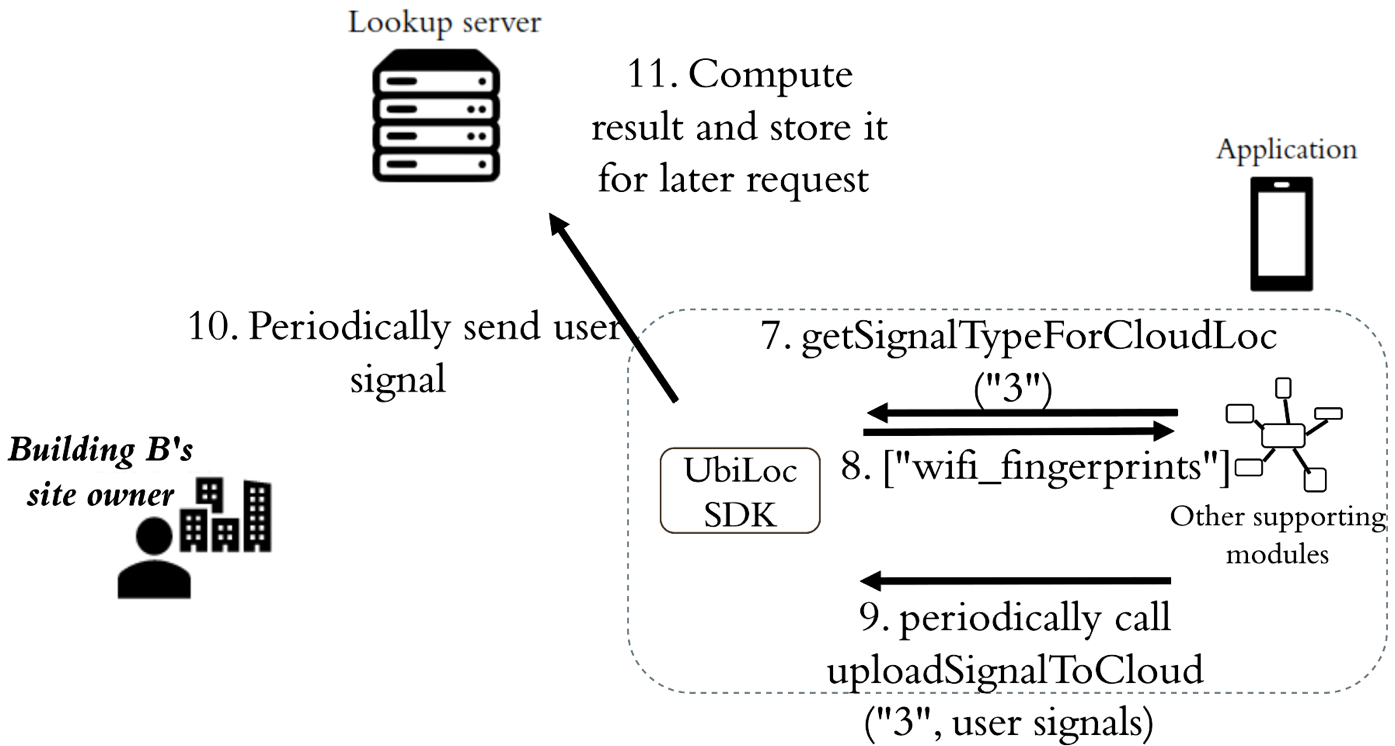 Lookup server
11. Compute
result and store it
for later request
Application
10. Periodically send user
signal
7. getSignalTypeForCloudLoc
("3")
Building B's
site owner
UbiLoc
SDK
8. ["wifi_fingerprints"]
Other supporting
modules
9. periodically call
uploadSignalToCloud
("3", user signals)